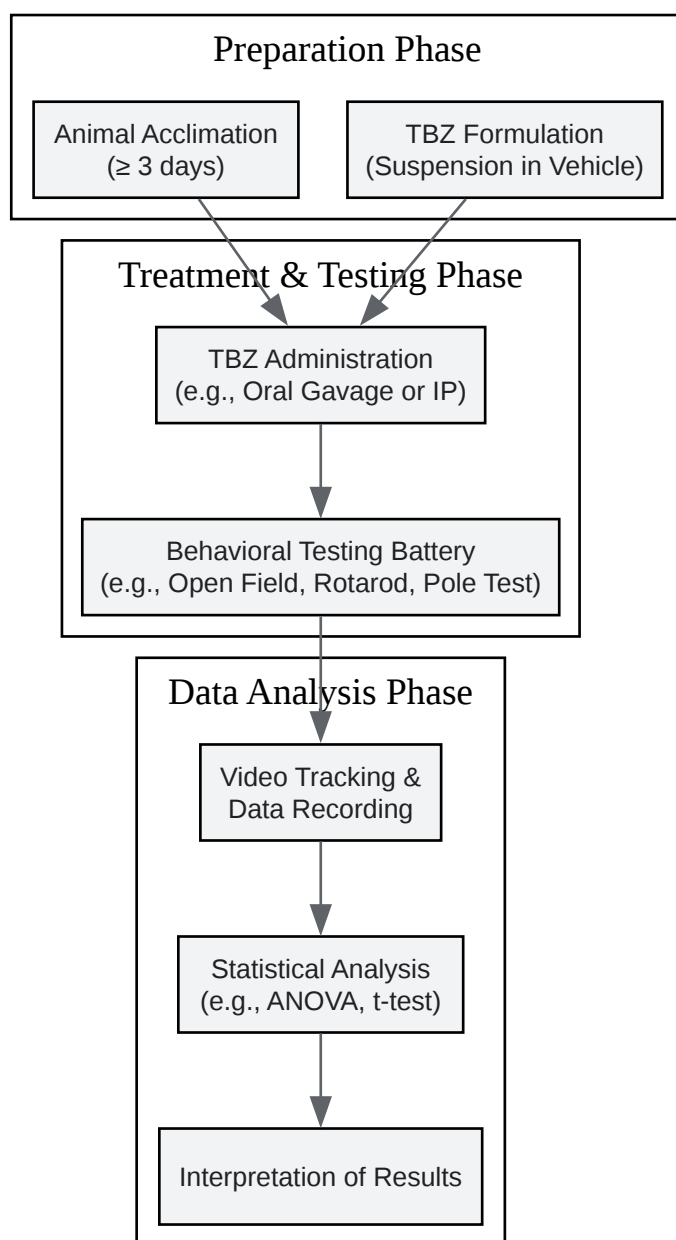 Preparation Phase
Animal Acclimation
(≥ 3 days)
TBZ Formulation
(Suspension in Vehicle)
Treatment & Testing Phase
TBZ Administration
(e.g., Oral Gavage or IP)
Behavioral Testing Battery
(e.g., Open Field, Rotarod, Pole Test)
Data Analysis Phase
Video Tracking &
Data Recording
Statistical Analysis
(e.g., ANOVA, t-test)
Interpretation of Results